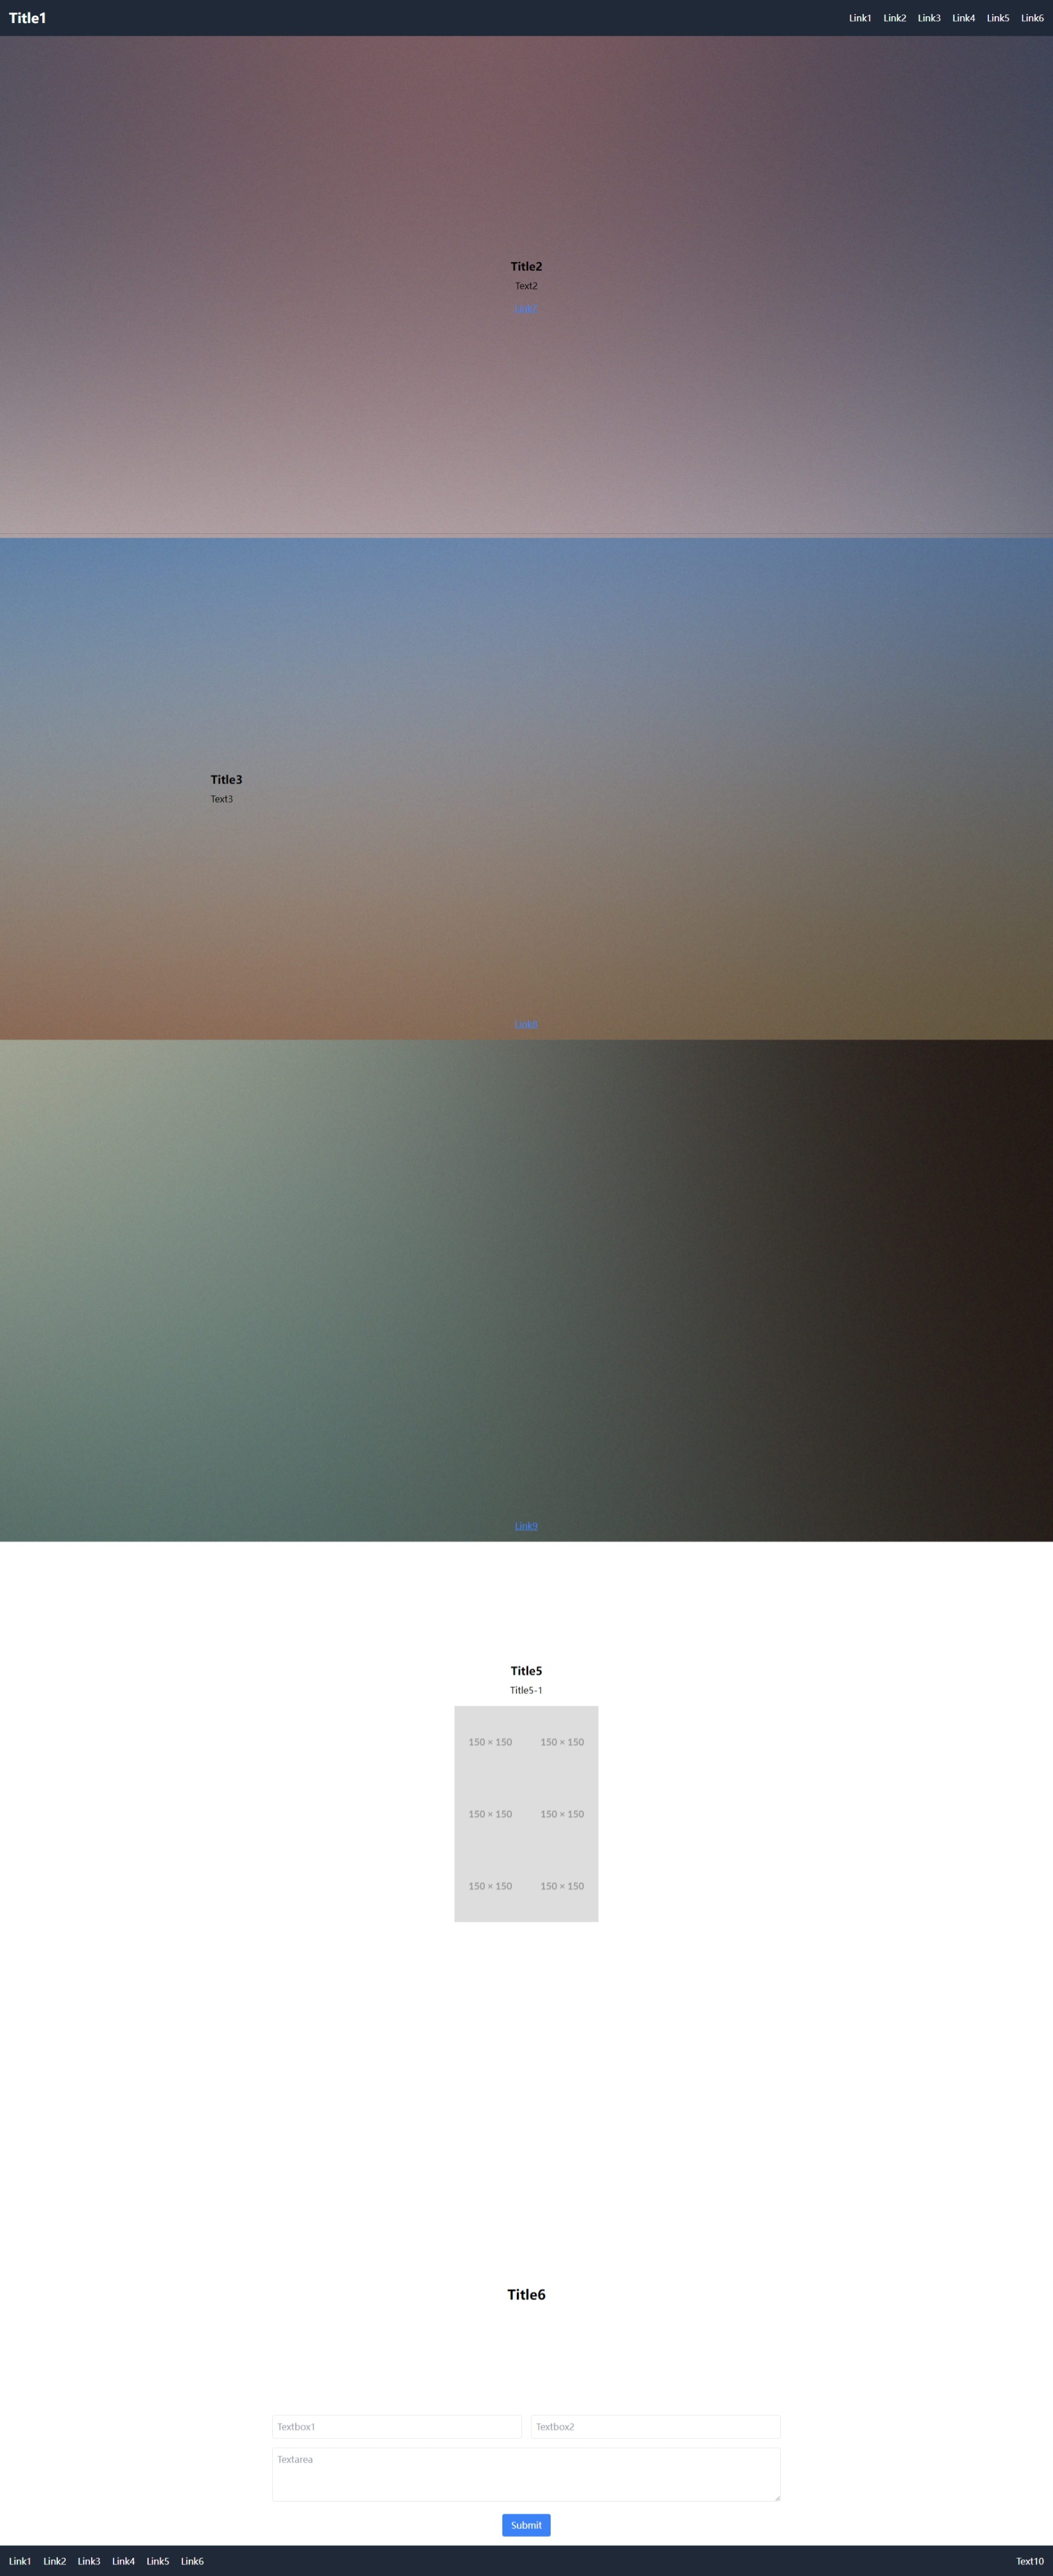 Title1 Link1 Link2 Link3 Link4 Link5 Link6
Title2
Text2
Link7
Title3
Text3
Link8
Link9
Title5
Title5-1
150 × 150 150 × 150
150 × 150 150 × 150
150 × 150 150 × 150
Title6
Textbox1 Textbox2
Textarea
Submit
Link1 Link2 Link3 Link4 Link5 Link6 Text10